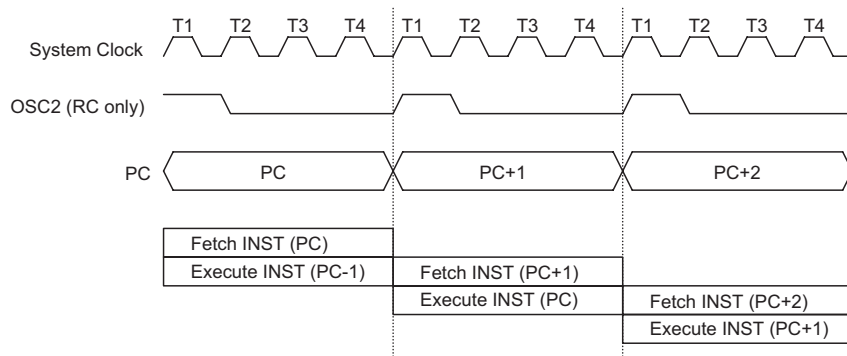 T1 T2 T3 T4 T1 T2 T3 T4 T1 T2 T3 T4
System Clock
OSC2 (RC only)
PC PC PC+1 PC+2
Fetch INST (PC)
Execute INST (PC-1) Fetch INST (PC+1)
Execute INST (PC) Fetch INST (PC+2)
Execute INST (PC+1)